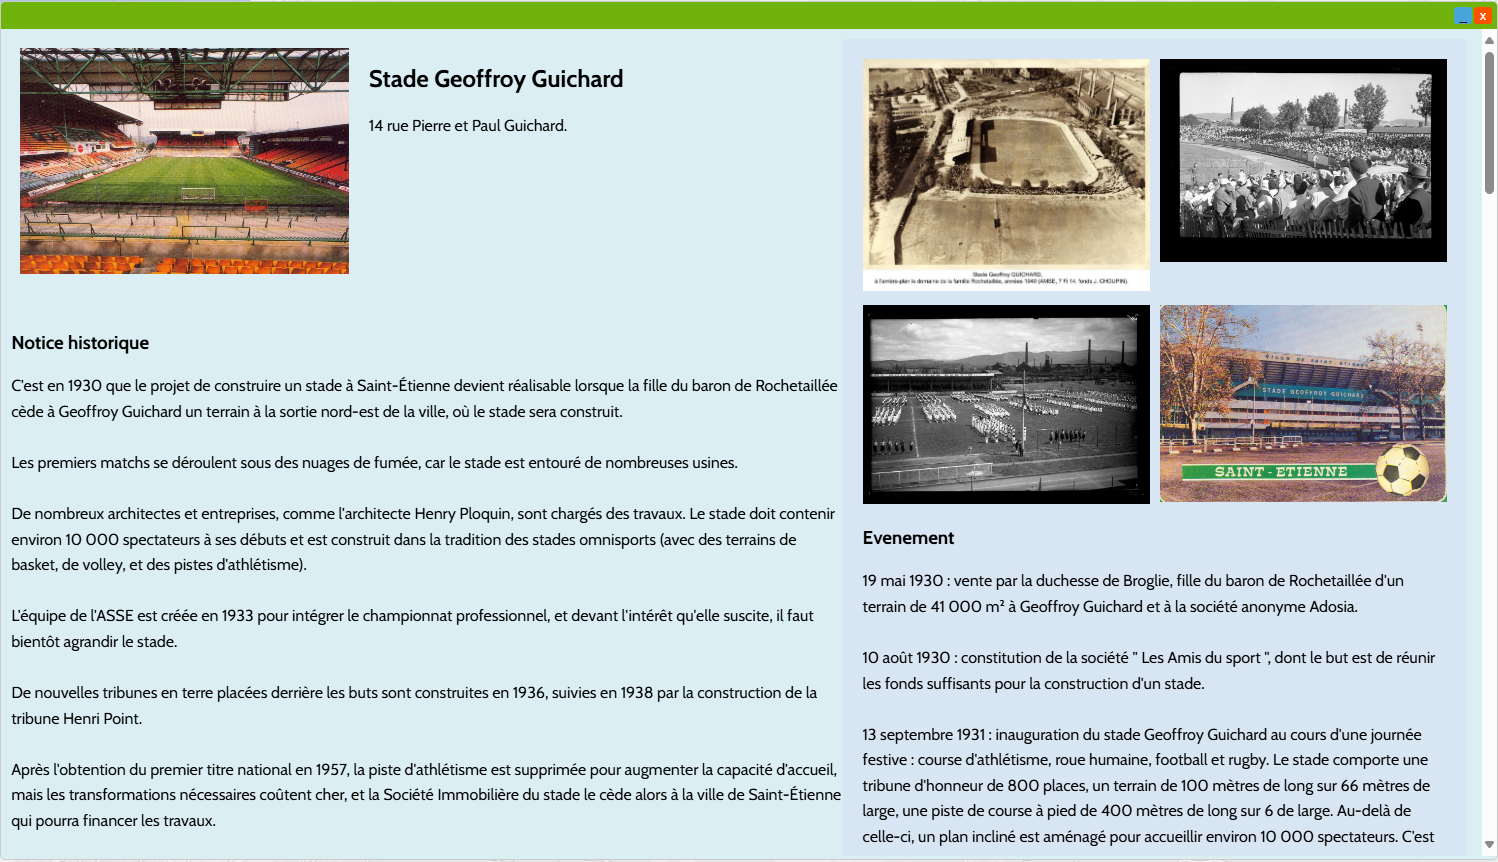 _ x
Stade Geoffroy Guichard
14 rue Pierre et Paul Guichard.
Notice historique
C'est en 1930 que le projet de construire un stade à Saint-Étienne devient réalisable lorsque la fille du baron de Rochetaillée
cède à Geoffroy Guichard un terrain à la sortie nord-est de la ville, où le stade sera construit.
Les premiers matchs se déroulent sous des nuages de fumée, car le stade est entouré de nombreuses usines.
De nombreux architectes et entreprises, comme l'architecte Henry Ploquin, sont chargés des travaux. Le stade doit contenir
environ 10 000 spectateurs à ses débuts et est construit dans la tradition des stades omnisports (avec des terrains de
basket, de volley, et des pistes d'athlétisme).
L'équipe de l'ASSE est créée en 1933 pour intégrer le championnat professionnel, et devant l'intérêt qu'elle suscite, il faut
bientôt agrandir le stade.
De nouvelles tribunes en terre placées derrière les buts sont construites en 1936, suivies en 1938 par la construction de la
tribune Henri Point.
Après l'obtention du premier titre national en 1957, la piste d'athlétisme est supprimée pour augmenter la capacité d'accueil,
mais les transformations nécessaires coûtent cher, et la Société Immobilière du stade le cède alors à la ville de Saint-Étienne
qui pourra financer les travaux.
Stade Geoffroy GUICHARD,
à l'arrière-plan le domaine de la famille Rochetaillée, années 1940 (AMSE, 7 FI 14, fonds J. CHOUPIN).
VILLE DE SAINT ETIENNE
STADE GEOFFROY GUICHARD
SAINT-ETIENNE
Evenement
19 mai 1930 : vente par la duchesse de Broglie, fille du baron de Rochetaillée d'un
terrain de 41 000 m² à Geoffroy Guichard et à la société anonyme Adosia.
10 août 1930 : constitution de la société " Les Amis du sport ", dont le but est de réunir
les fonds suffisants pour la construction d'un stade.
13 septembre 1931 : inauguration du stade Geoffroy Guichard au cours d'une journée
festive : course d'athlétisme, roue humaine, football et rugby. Le stade comporte une
tribune d'honneur de 800 places, un terrain de 100 mètres de long sur 66 mètres de
large, une piste de course à pied de 400 mètres de long sur 6 de large. Au-delà de
celle-ci, un plan incliné est aménagé pour accueillir environ 10 000 spectateurs. C'est